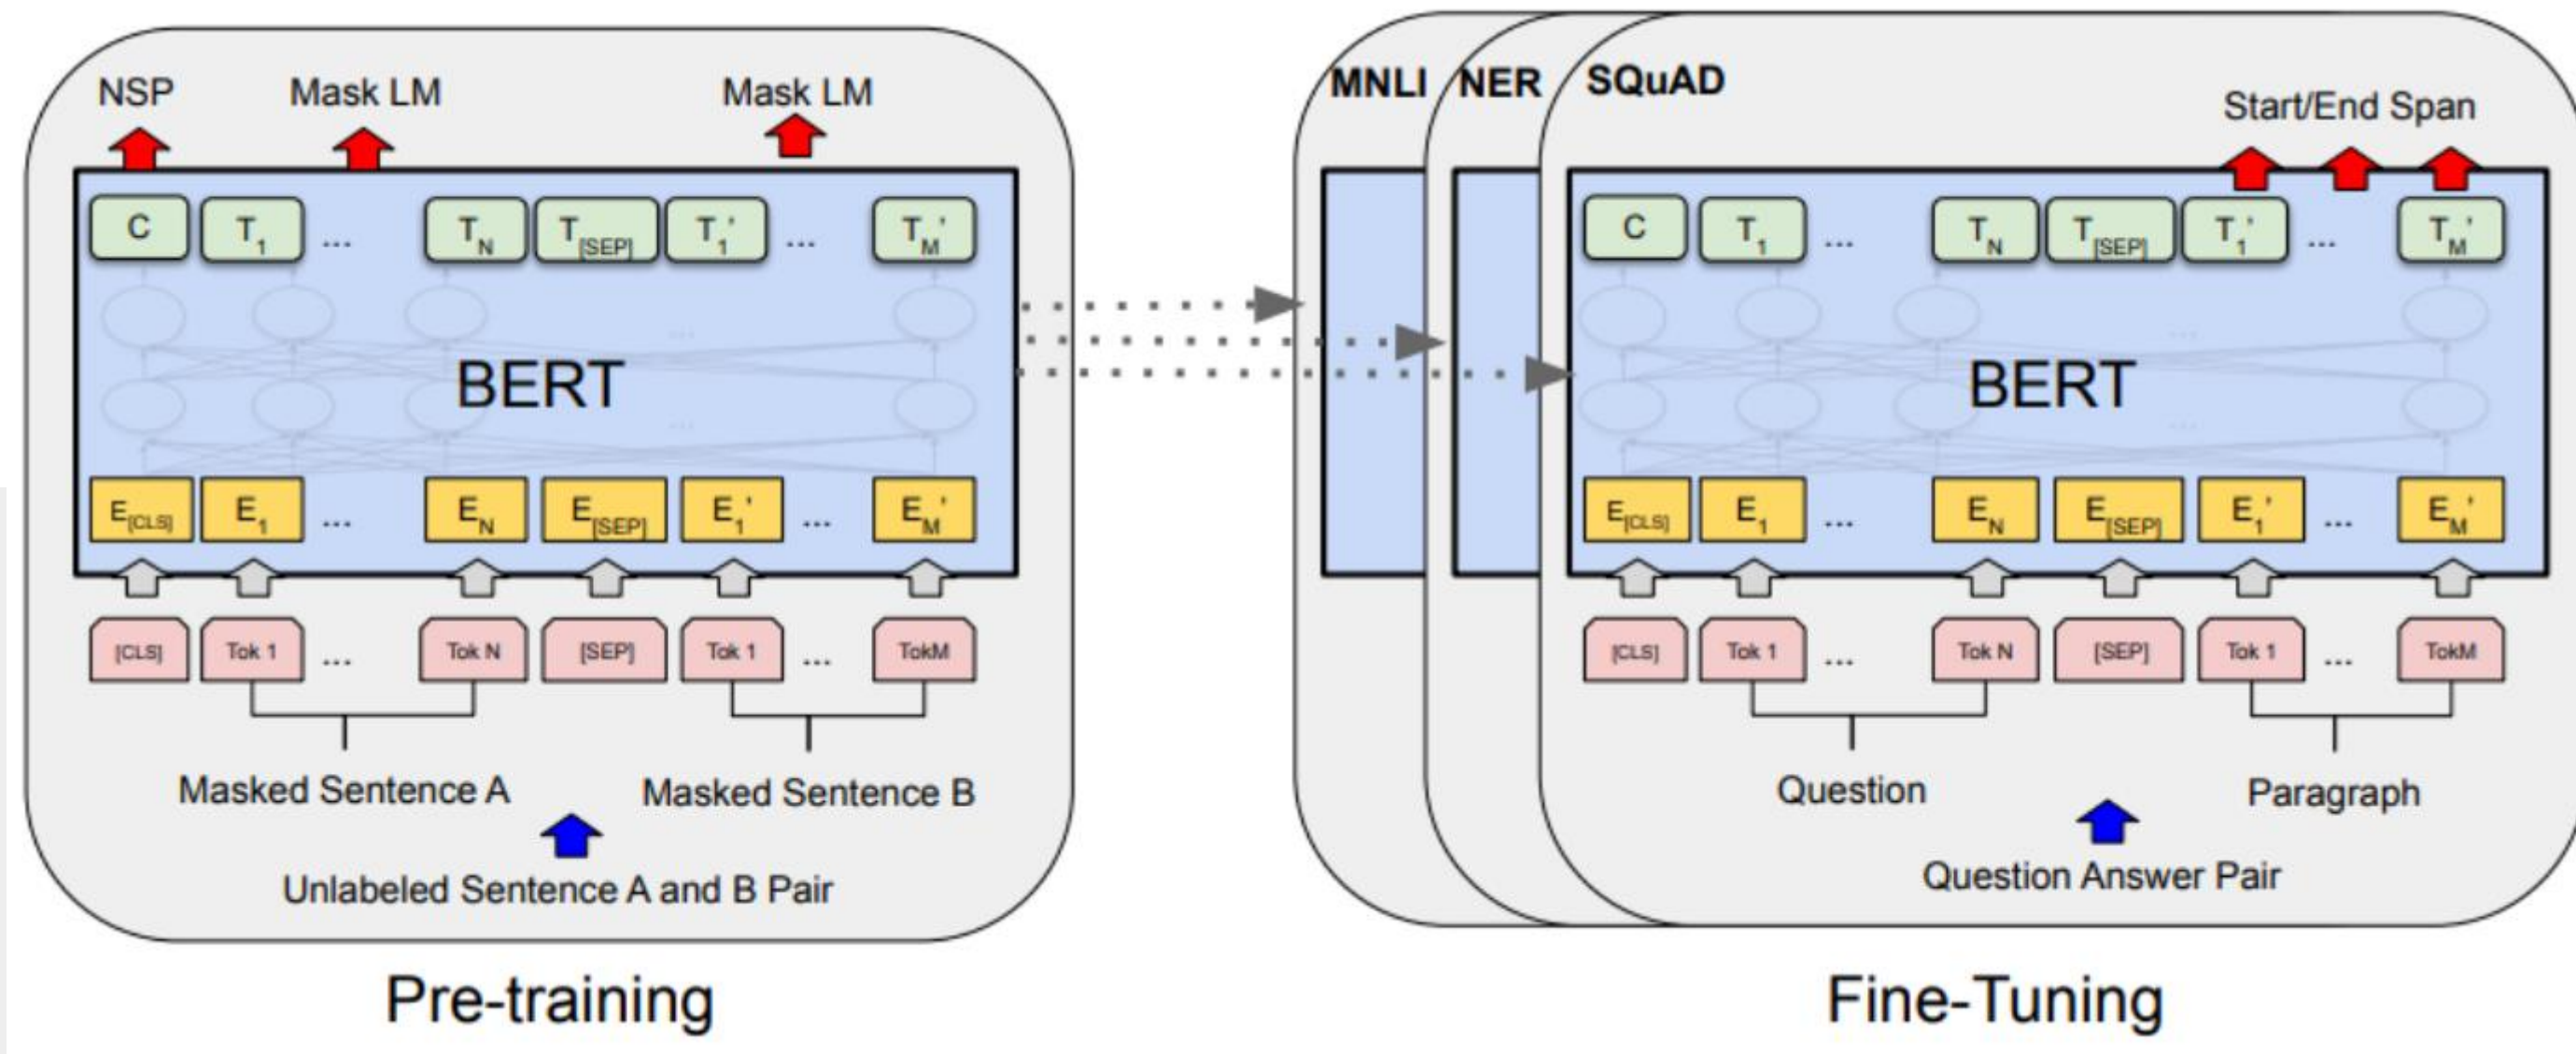 NSP Mask LM Mask LM
C T1 ... TN T[SEP] T1' ... TM'
BERT
E[CLS] E1 ... EN E[SEP] E1' ... EM'
[CLS] Tok 1 ... Tok N [SEP] Tok 1 ... TokM
Masked Sentence A Masked Sentence B
Unlabeled Sentence A and B Pair
Pre-training
MNLI NER SQuAD
Start/End Span
C T1 ... TN T[SEP] T1' ... TM'
BERT
E[CLS] E1 ... EN E[SEP] E1' ... EM'
[CLS] Tok 1 ... Tok N [SEP] Tok 1 ... TokM
Question Paragraph
Question Answer Pair
Fine-Tuning